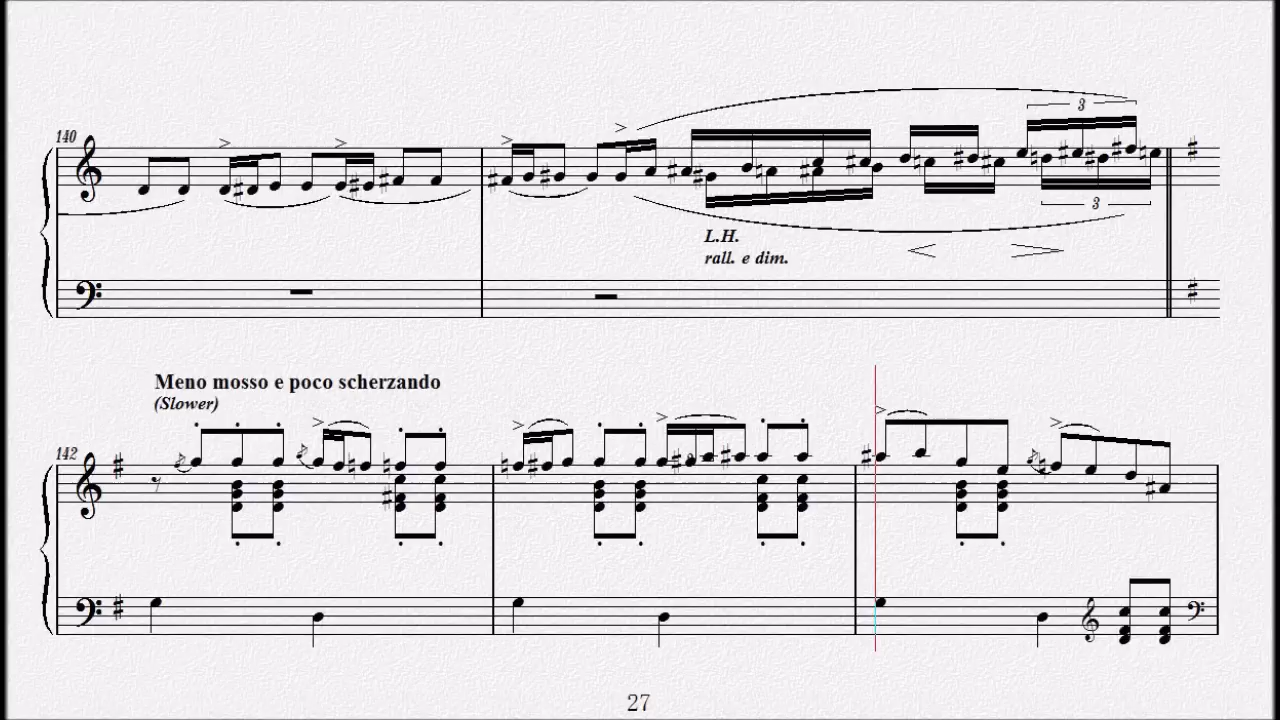 3
140
L.H.
3
rall. e dim.
Meno mosso e poco scherzando
(Slower)
142
27